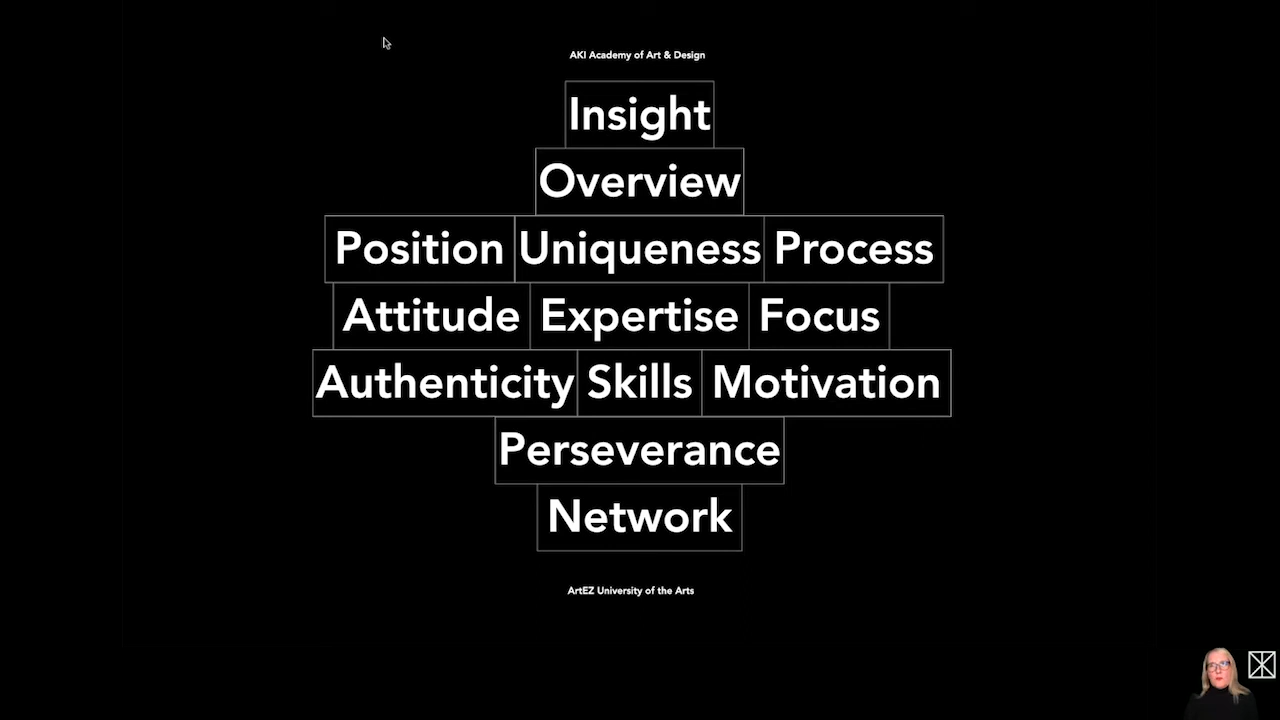 AKI Academy of Art & Design
Insight
Overview
Position Uniqueness Process
Attitude Expertise Focus
Authenticity Skills Motivation
Perseverance
Network
ArtEZ University of the Arts